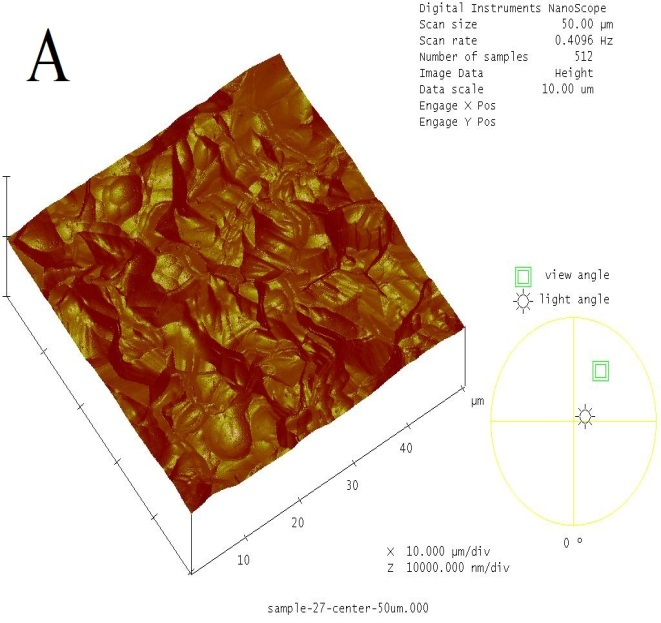 A
Digital Instruments NanoScope
Scan size 50.00 µm
Scan rate 0.4096 Hz
Number of samples 512
Image Data Height
Data scale 10.00 um
Engage X Pos
Engage Y Pos
view angle
light angle
µm
40
30
20
10
0 º
X 10.000 µm/div
Z 10000.000 nm/div
sample-27-center-50um.000